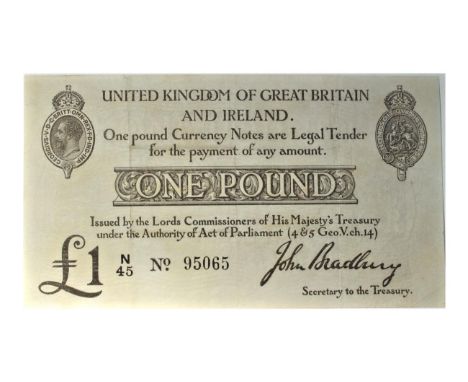 UNITED KINGDOM OF GREAT BRITAIN
AND IRELAND.
One pound Currency Notes are Legal Tender
for the payment of any amount.
ONE POUND
Issued by the Lords Commissioners of His Majesty's Treasury
under the Authority of Act of Parliament (4 & 5 Geo.V.ch.14)
£1 N/45 Nº 95065 John Bradbury
Secretary to the Treasury.